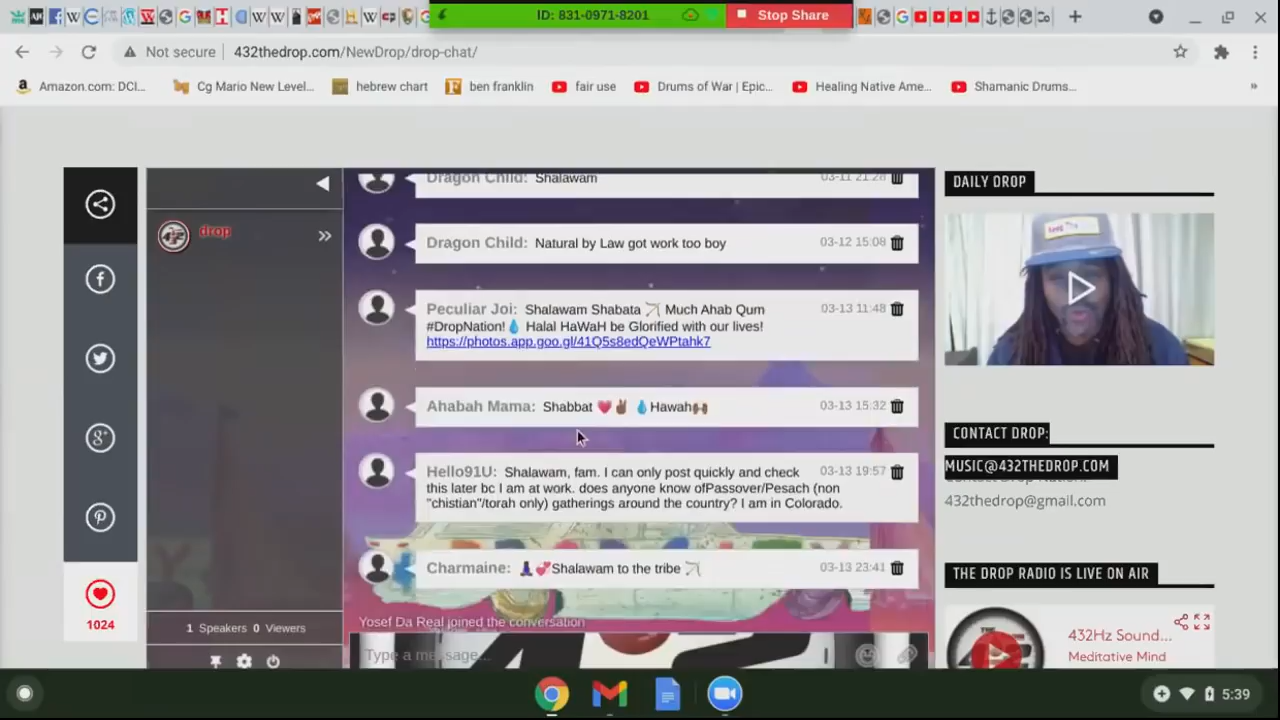 ID: 831-0971-8201
Stop Share
Not secure
432thedrop.com/NewDrop/drop-chat/
Amazon.com: DCI...
Cg Mario New Level...
hebrew chart
ben franklin
fair use
Drums of War | Epic...
Healing Native Ame...
Shamanic Drums...
»
drop
Dragon Child: Shalawam 03-11 21:28
Dragon Child: Natural by Law got work too boy 03-12 15:08
Peculiar Joi: Shalawam Shabata 🏹 Much Ahab Qum 03-13 11:48
#DropNation!💧 Halal HaWaH be Glorified with our lives!
https://photos.app.goo.gl/41Q5s8edQeWPtahk7
Ahabah Mama: Shabbat 💗✌🏾 💧Hawah🙌🏾 03-13 15:32
Hello91U: Shalawam, fam. I can only post quickly and check 03-13 19:57
this later bc I am at work. does anyone know ofPassover/Pesach (non
"chistian"/torah only) gatherings around the country? I am in Colorado.
Charmaine: 🧘🏿‍♀️💞Shalawam to the tribe 🏹 03-13 23:41
Yosef Da Real joined the conversation
Type a message...
1 Speakers 0 Viewers
1024
DAILY DROP
CONTACT DROP:
MUSIC@432THEDROP.COM
432thedrop@gmail.com
THE DROP RADIO IS LIVE ON AIR
432Hz Sound...
Meditative Mind
5:39